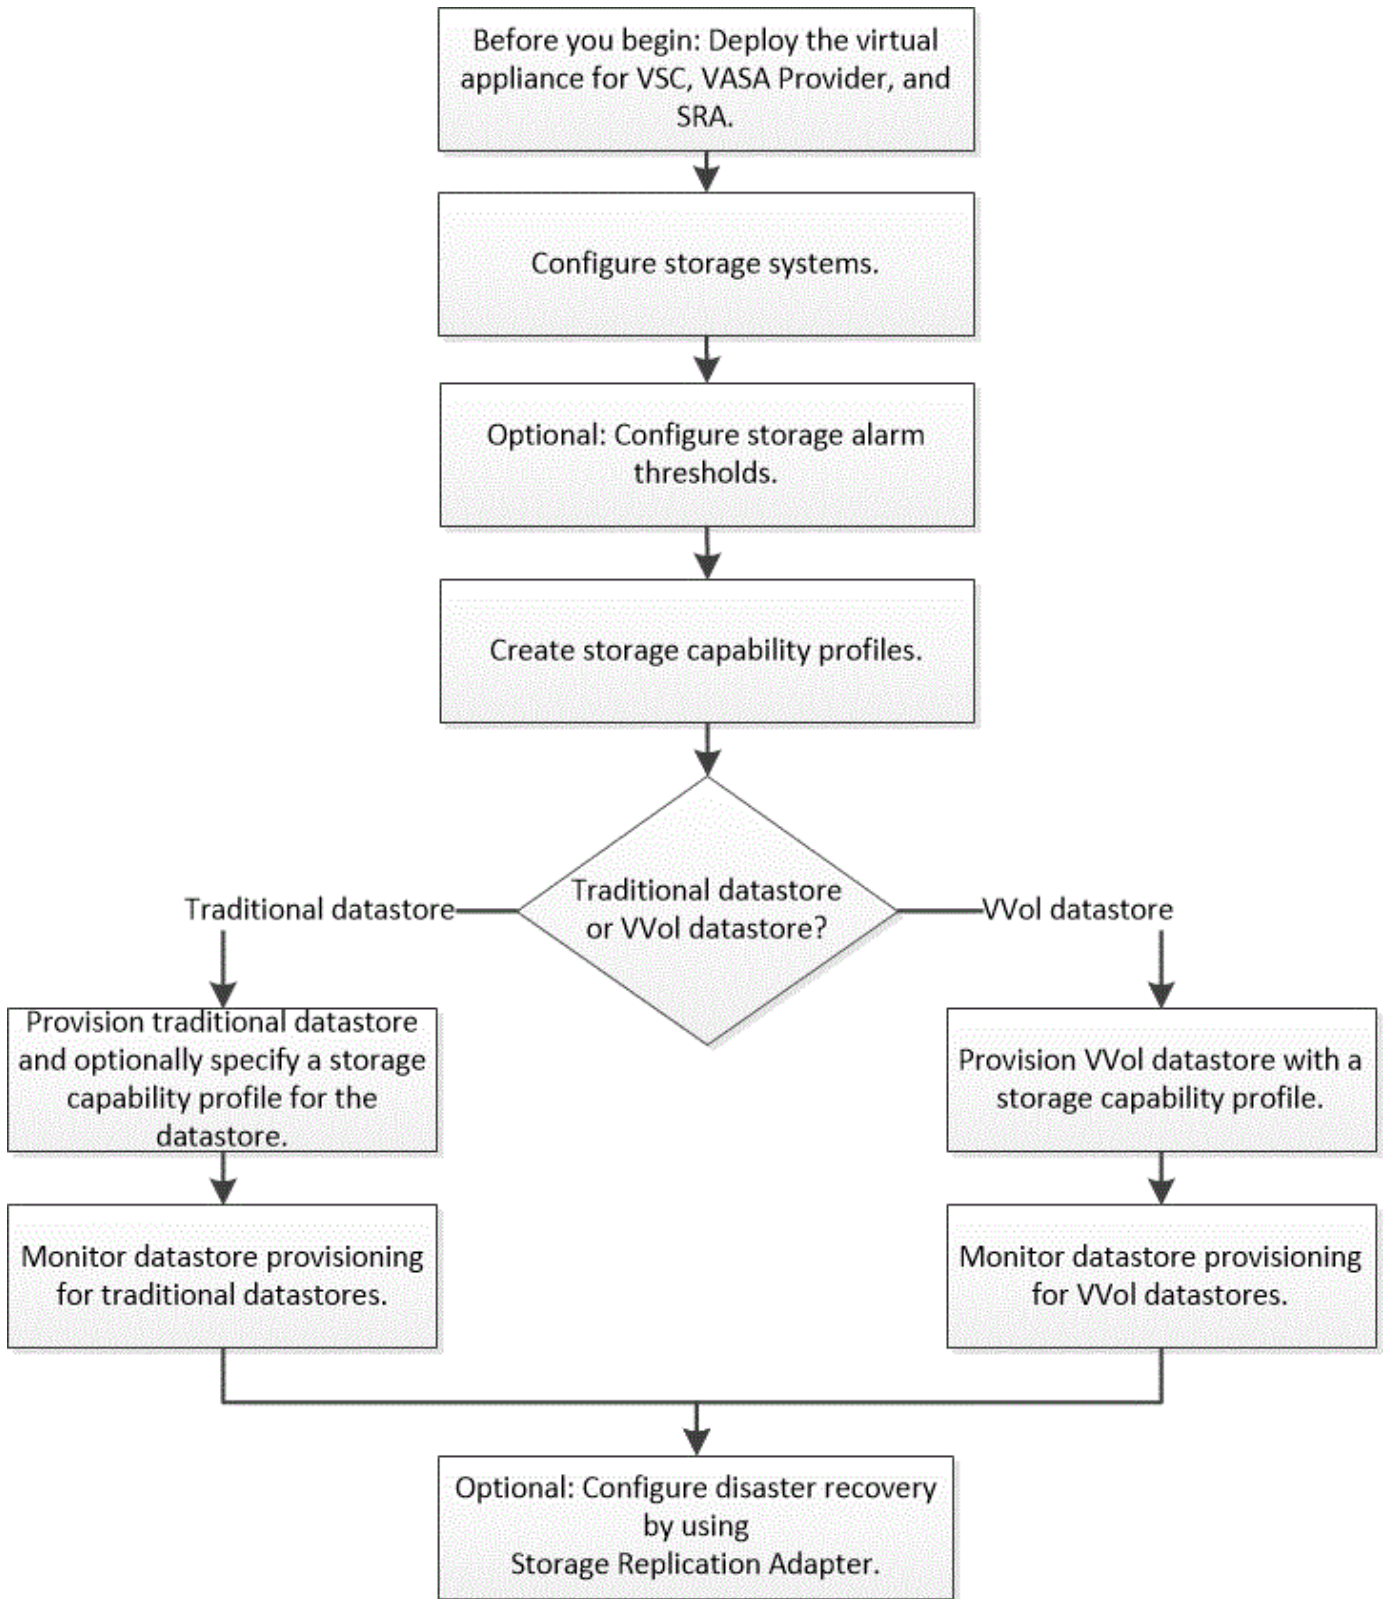 Before you begin: Deploy the virtual
appliance for VSC, VASA Provider, and
SRA.
Configure storage systems.
Optional: Configure storage alarm
thresholds.
Create storage capability profiles.
Traditional datastore
or VVol datastore?
Traditional datastore
VVol datastore
Provision traditional datastore
and optionally specify a storage
capability profile for the
datastore.
Provision VVol datastore with a
storage capability profile.
Monitor datastore provisioning
for traditional datastores.
Monitor datastore provisioning
for VVol datastores.
Optional: Configure disaster recovery
by using
Storage Replication Adapter.